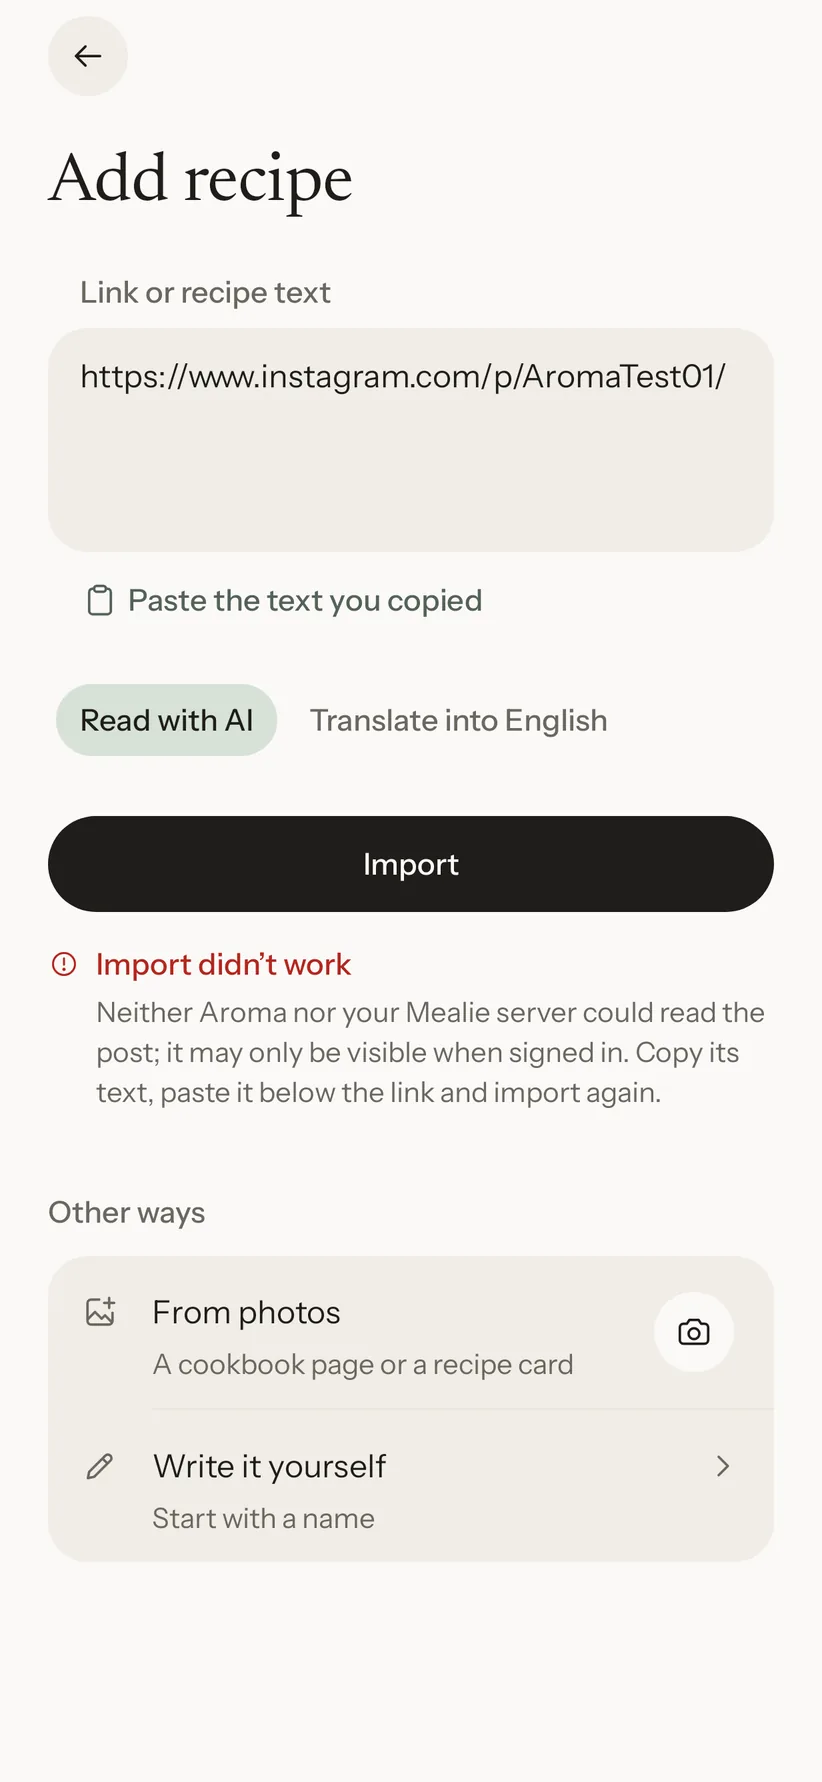 Add recipe
Link or recipe text
https://www.instagram.com/p/AromaTest01/
Paste the text you copied
Read with AI
Translate into English
Import
Import didn’t work
Neither Aroma nor your Mealie server could read the
post; it may only be visible when signed in. Copy its
text, paste it below the link and import again.
Other ways
From photos
A cookbook page or a recipe card
Write it yourself
Start with a name